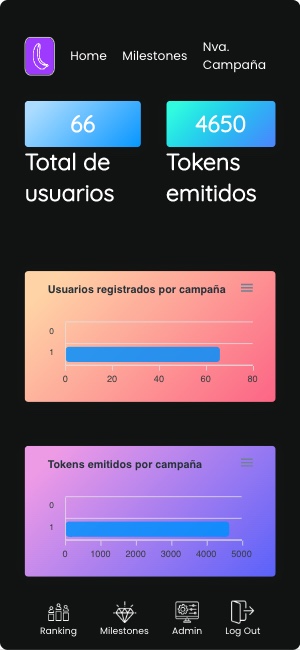 Home Milestones Nva.
Campaña
66 4650
Total de
usuarios
Tokens
emitidos
Usuarios registrados por campaña
0
1
0 20 40 60 80
Tokens emitidos por campaña
0
1
0 1000 2000 3000 4000 5000
Ranking Milestones Admin Log Out